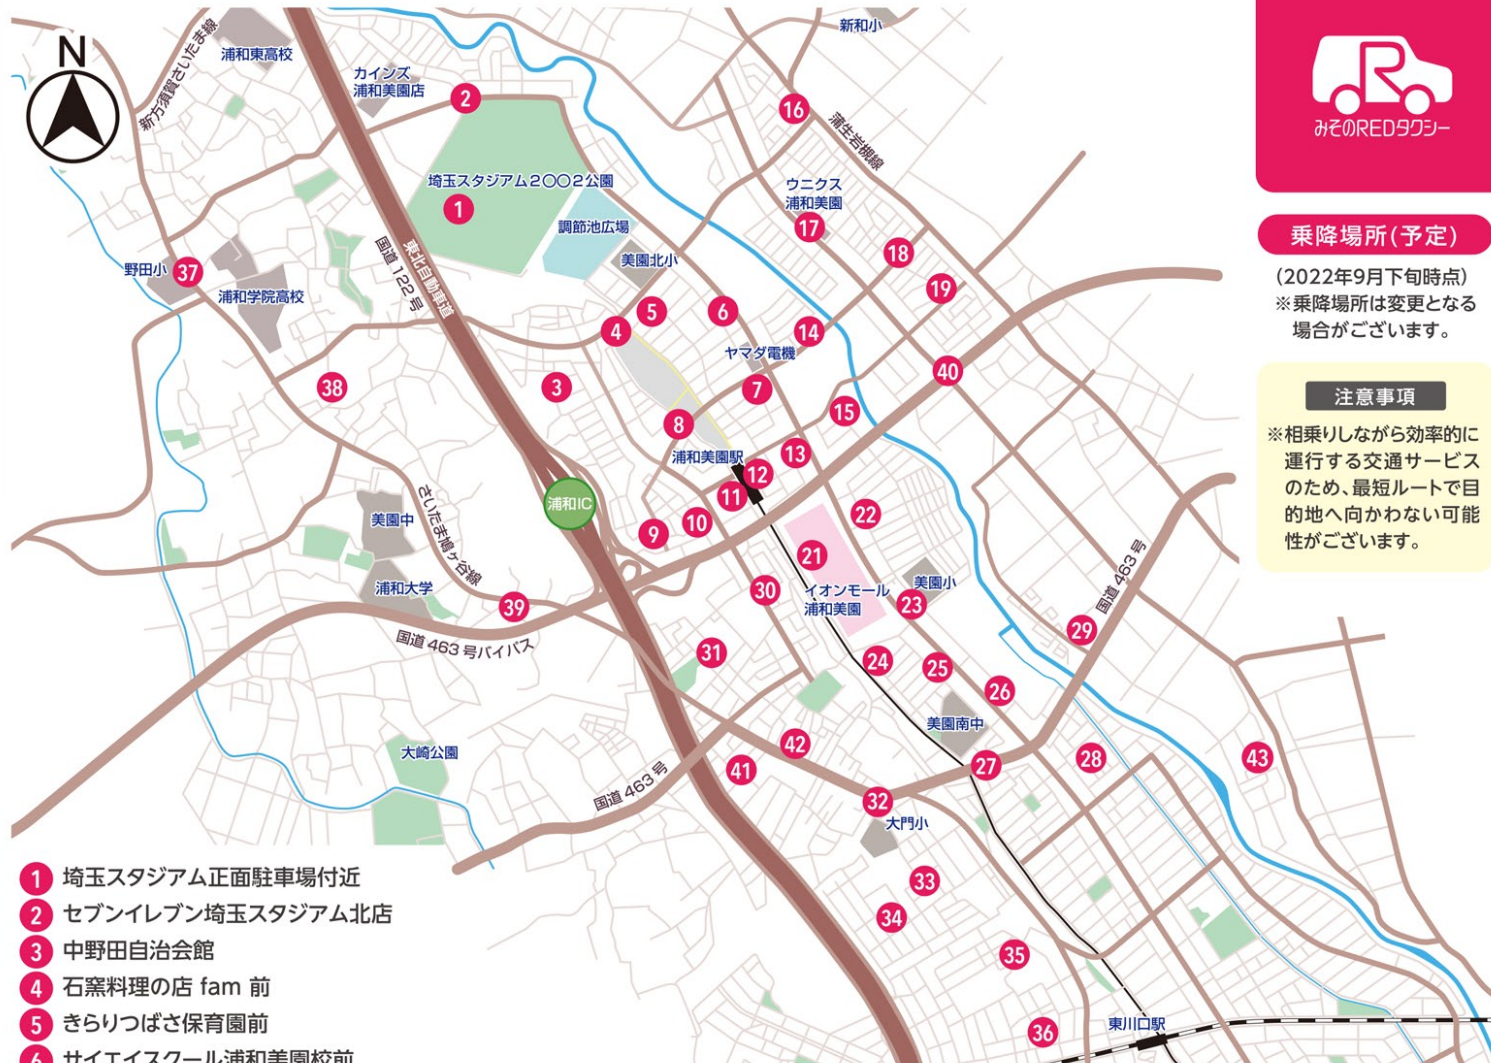 新和小
浦和東高校
N
カインズ
浦和美園店
新方須賀さいたま線
2
16
蒲生岩槻線
みそのREDタクシー
埼玉スタジアム2〇〇2公園
1
ウニクス
浦和美園
調節池広場
17
乗降場所(予定)
(2022年9月下旬時点)
※乗降場所は変更となる
場合がございます。
東北自動車道
国道122号
美園北小
18
野田小
37
浦和学院高校
19
5
6
4
14
ヤマダ電機
40
38
3
7
注意事項
※相乗りしながら効率的に
運行する交通サービス
のため、最短ルートで目
的地へ向かわない可能
性がございます。
15
8
浦和美園駅
13
12
11
浦和IC
さいたま鳩ヶ谷線
美園中
10
9
22
21
国道463号
浦和大学
30
イオンモール
浦和美園
美園小
23
39
29
国道463号バイパス
31
24
25
26
美園南中
大崎公園
42
41
27
28
43
国道463号
32
大門小
1 埼玉スタジアム正面駐車場付近
33
2 セブンイレブン埼玉スタジアム北店
34
3 中野田自治会館
35
4 石窯料理の店 fam 前
5 きらりつばさ保育園前
36
東川口駅
6 サイエイスクール浦和美園校前